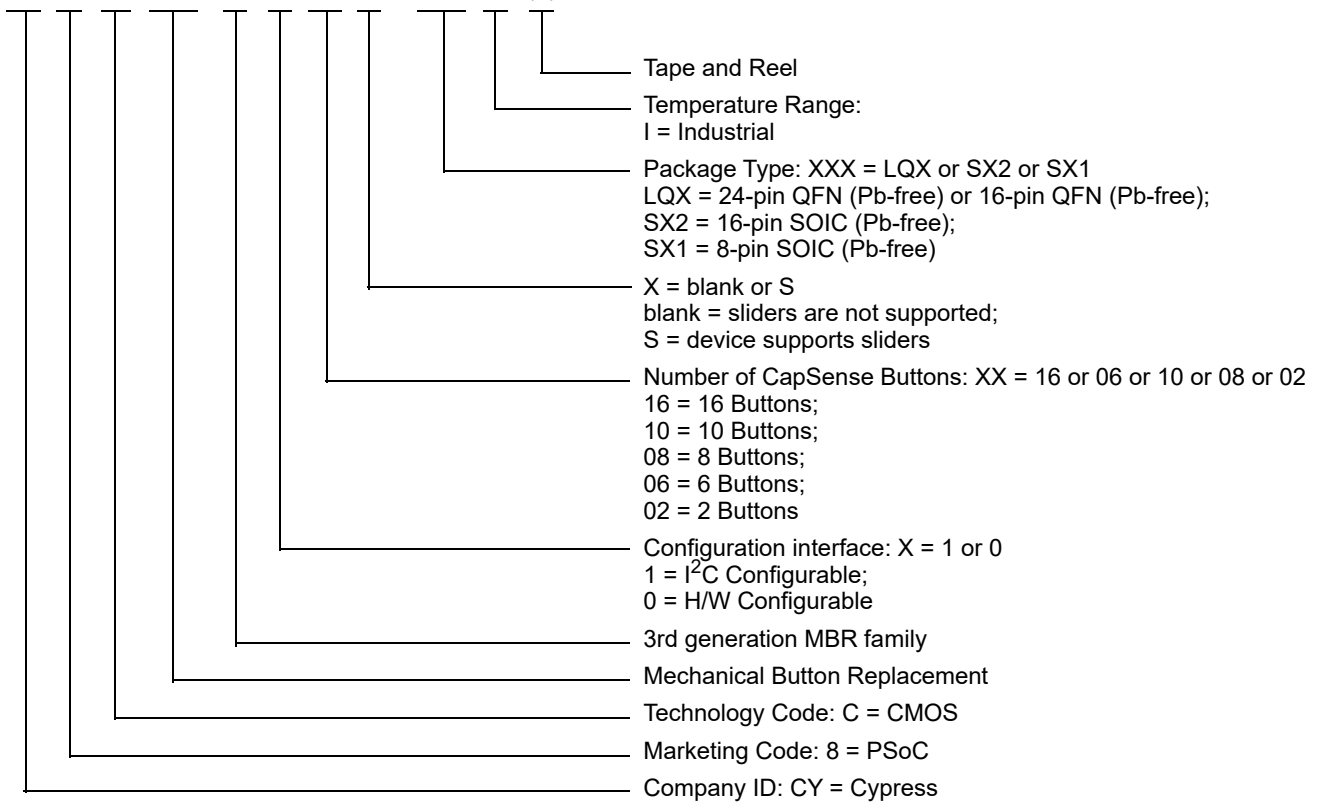 Tape and Reel
Temperature Range:
I = Industrial
Package Type: XXX = LQX or SX2 or SX1
LQX = 24-pin QFN (Pb-free) or 16-pin QFN (Pb-free);
SX2 = 16-pin SOIC (Pb-free);
SX1 = 8-pin SOIC (Pb-free)
X = blank or S
blank = sliders are not supported;
S = device supports sliders
Number of CapSense Buttons: XX = 16 or 06 or 10 or 08 or 02
16 = 16 Buttons;
10 = 10 Buttons;
08 = 8 Buttons;
06 = 6 Buttons;
02 = 2 Buttons
Configuration interface: X = 1 or 0
1 = I²C Configurable;
0 = H/W Configurable
3rd generation MBR family
Mechanical Button Replacement
Technology Code: C = CMOS
Marketing Code: 8 = PSoC
Company ID: CY = Cypress